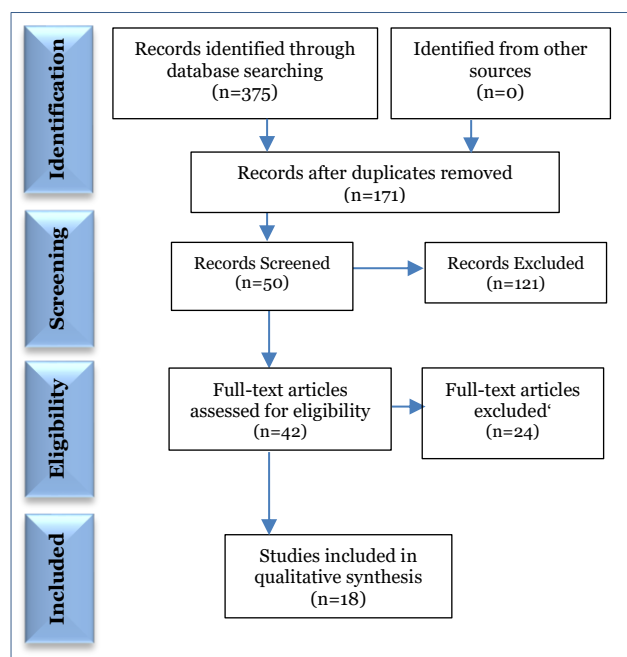 Identification
Records identified through
database searching
(n=375)
Identified from other
sources
(n=0)
Records after duplicates removed
(n=171)
Screening
Records Screened
(n=50)
Records Excluded
(n=121)
Eligibility
Full-text articles
assessed for eligibility
(n=42)
Full-text articles
excluded‘
(n=24)
Included
Studies included in
qualitative synthesis
(n=18)